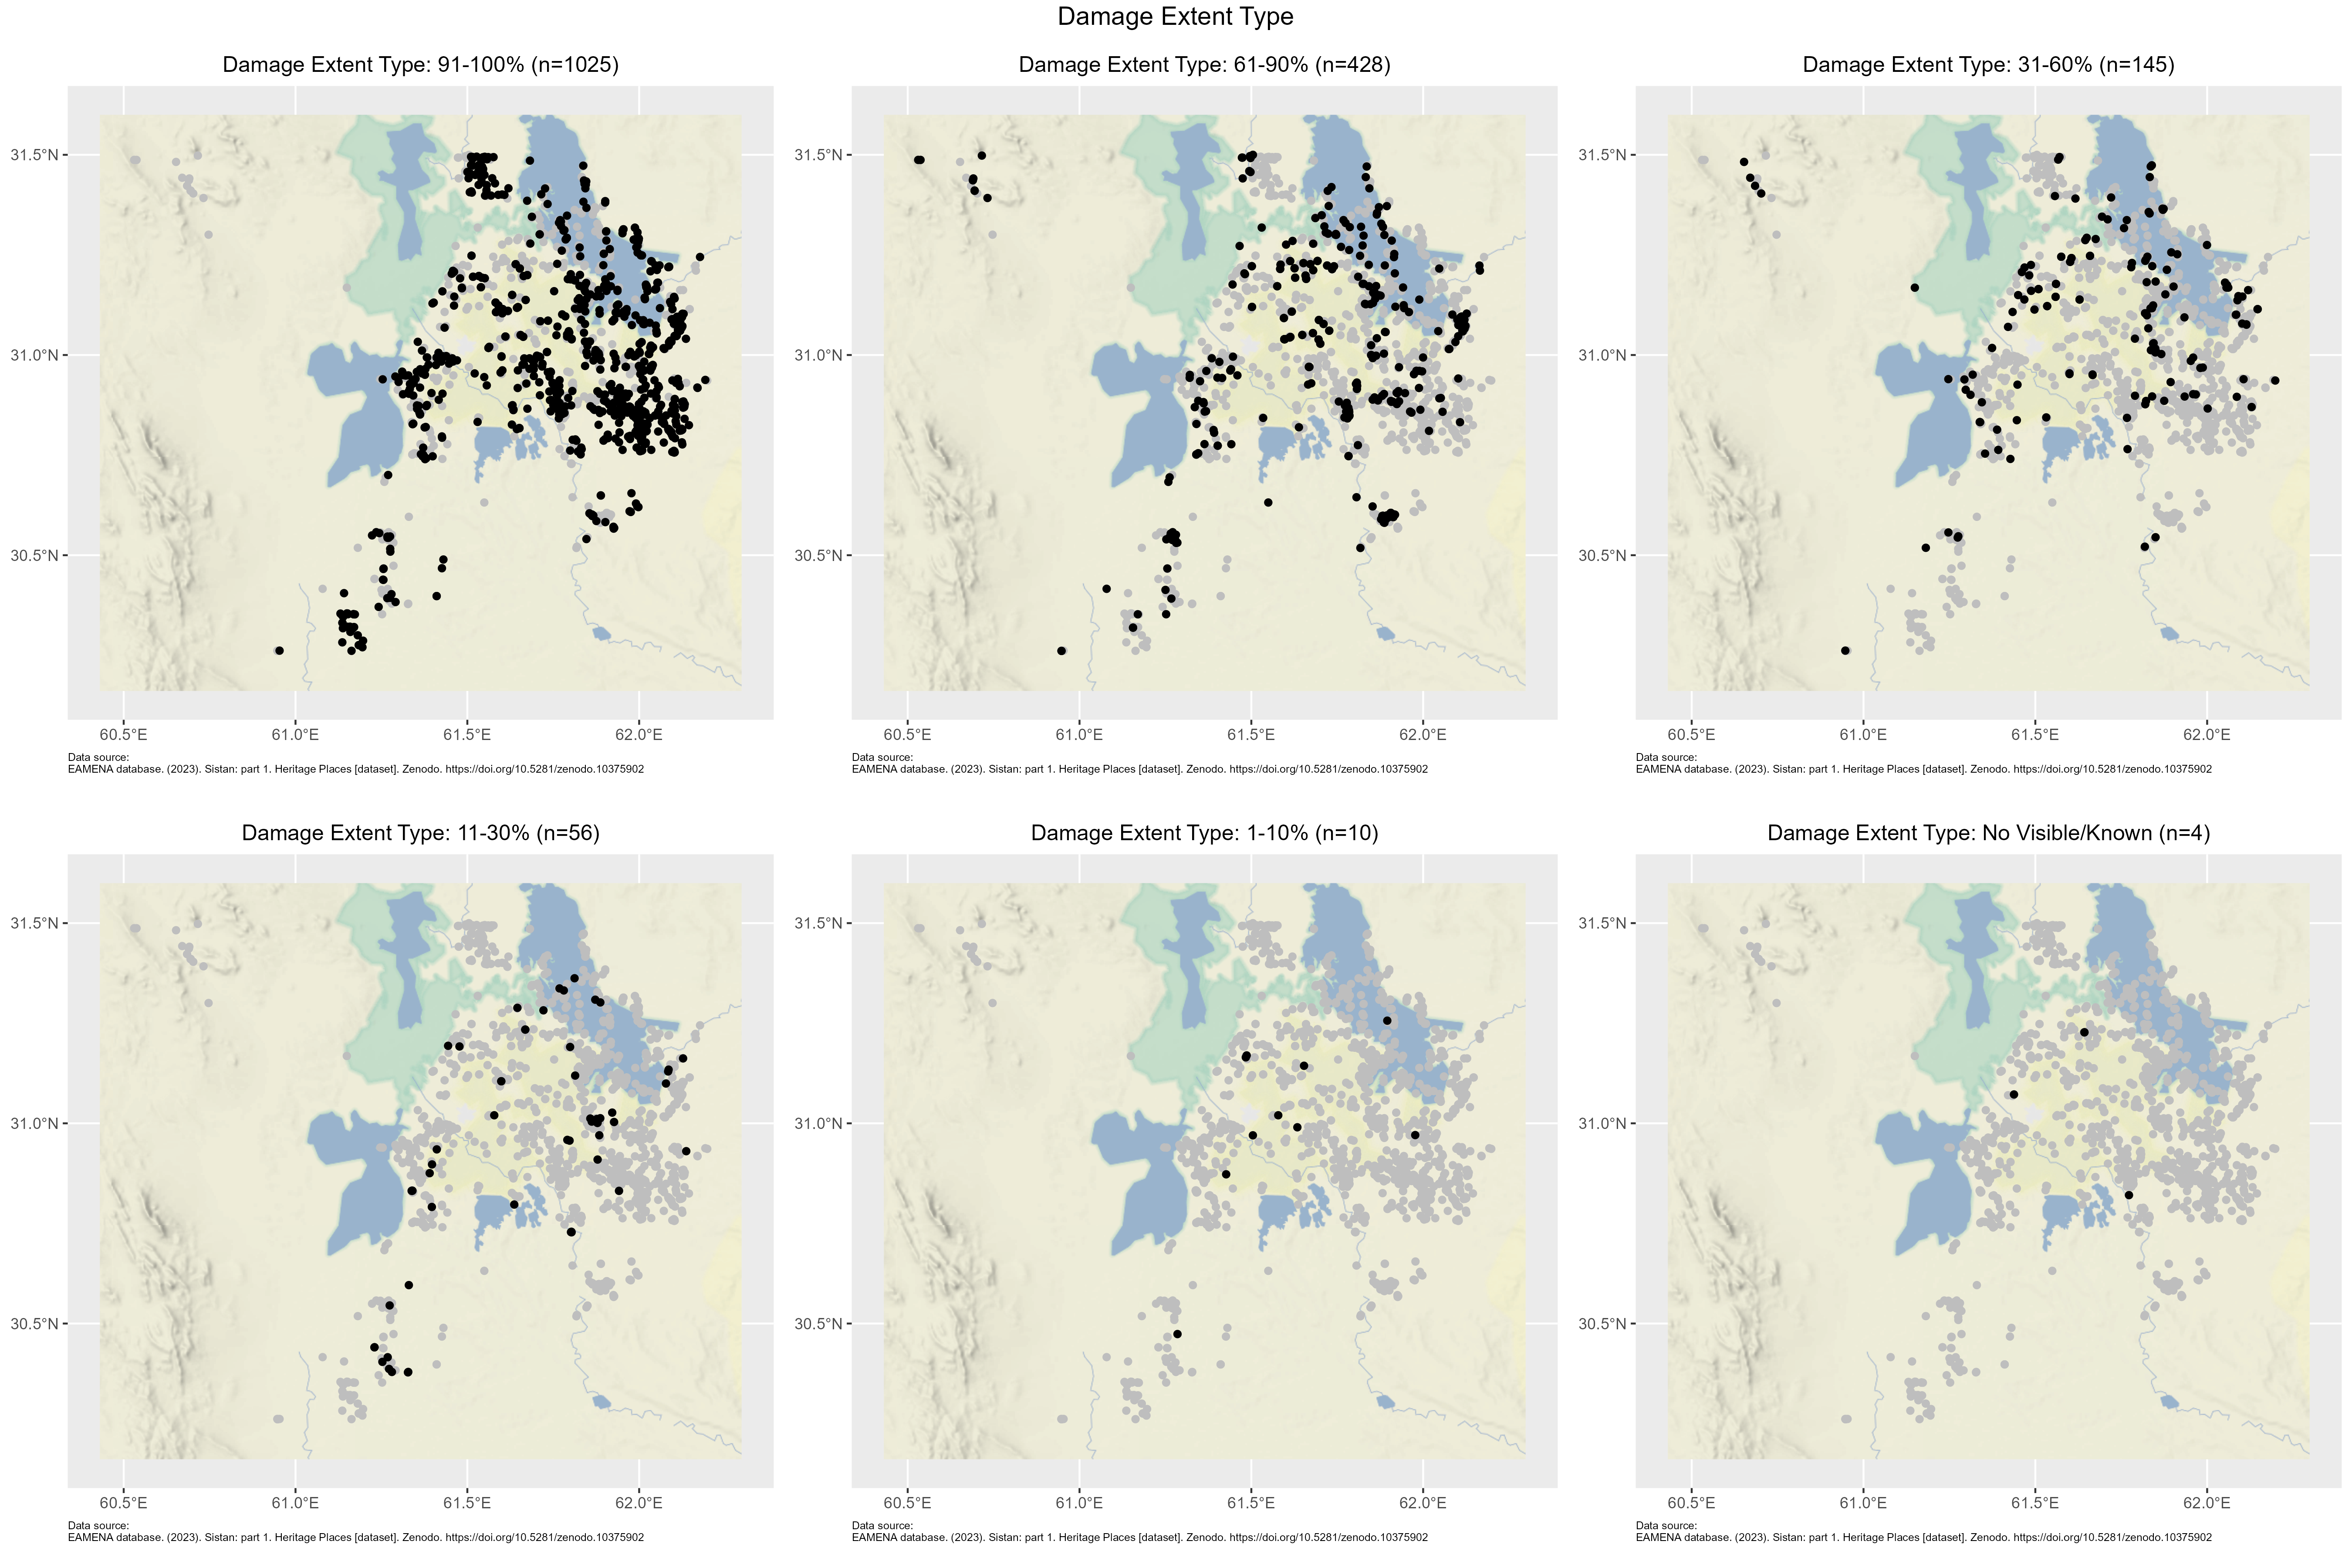 Damage Extent Type
Damage Extent Type: 91-100% (n=1025)
Damage Extent Type: 61-90% (n=428)
Damage Extent Type: 31-60% (n=145)
31.5°N
31.0°N
30.5°N
60.5°E 61.0°E 61.5°E 62.0°E
31.5°N
31.0°N
30.5°N
60.5°E 61.0°E 61.5°E 62.0°E
31.5°N
31.0°N
30.5°N
60.5°E 61.0°E 61.5°E 62.0°E
Data source:
EAMENA database. (2023). Sistan: part 1. Heritage Places [dataset]. Zenodo. https://doi.org/10.5281/zenodo.10375902
Data source:
EAMENA database. (2023). Sistan: part 1. Heritage Places [dataset]. Zenodo. https://doi.org/10.5281/zenodo.10375902
Data source:
EAMENA database. (2023). Sistan: part 1. Heritage Places [dataset]. Zenodo. https://doi.org/10.5281/zenodo.10375902
Damage Extent Type: 11-30% (n=56)
Damage Extent Type: 1-10% (n=10)
Damage Extent Type: No Visible/Known (n=4)
31.5°N
31.0°N
30.5°N
60.5°E 61.0°E 61.5°E 62.0°E
31.5°N
31.0°N
30.5°N
60.5°E 61.0°E 61.5°E 62.0°E
31.5°N
31.0°N
30.5°N
60.5°E 61.0°E 61.5°E 62.0°E
Data source:
EAMENA database. (2023). Sistan: part 1. Heritage Places [dataset]. Zenodo. https://doi.org/10.5281/zenodo.10375902
Data source:
EAMENA database. (2023). Sistan: part 1. Heritage Places [dataset]. Zenodo. https://doi.org/10.5281/zenodo.10375902
Data source:
EAMENA database. (2023). Sistan: part 1. Heritage Places [dataset]. Zenodo. https://doi.org/10.5281/zenodo.10375902